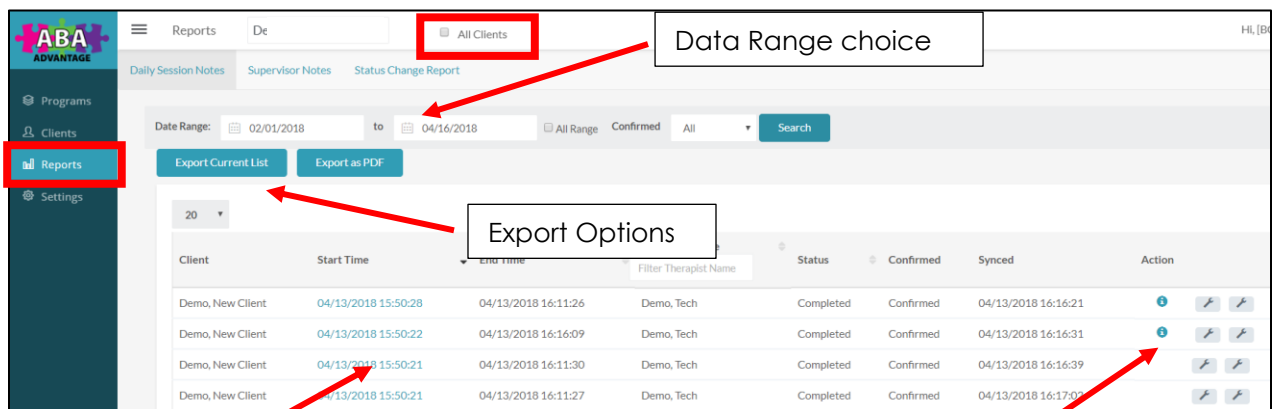 ABA
ADVANTAGE
Reports
De
All Clients
Hi, [BC
Data Range choice
Daily Session Notes Supervisor Notes Status Change Report
Programs
Clients
Reports
Settings
Date Range: 02/01/2018 to 04/16/2018 All Range Confirmed All Search
Export Current List Export as PDF
Export Options
20
Client Start Time End Time Filter Therapist Name Status Confirmed Synced Action
Demo, New Client 04/13/2018 15:50:28 04/13/2018 16:11:26 Demo, Tech Completed Confirmed 04/13/2018 16:16:21
Demo, New Client 04/13/2018 15:50:22 04/13/2018 16:16:09 Demo, Tech Completed Confirmed 04/13/2018 16:16:31
Demo, New Client 04/13/2018 15:50:21 04/13/2018 16:11:30 Demo, Tech Completed Confirmed 04/13/2018 16:16:39
Demo, New Client 04/13/2018 15:50:21 04/13/2018 16:11:27 Demo, Tech Completed Confirmed 04/13/2018 16:17:02